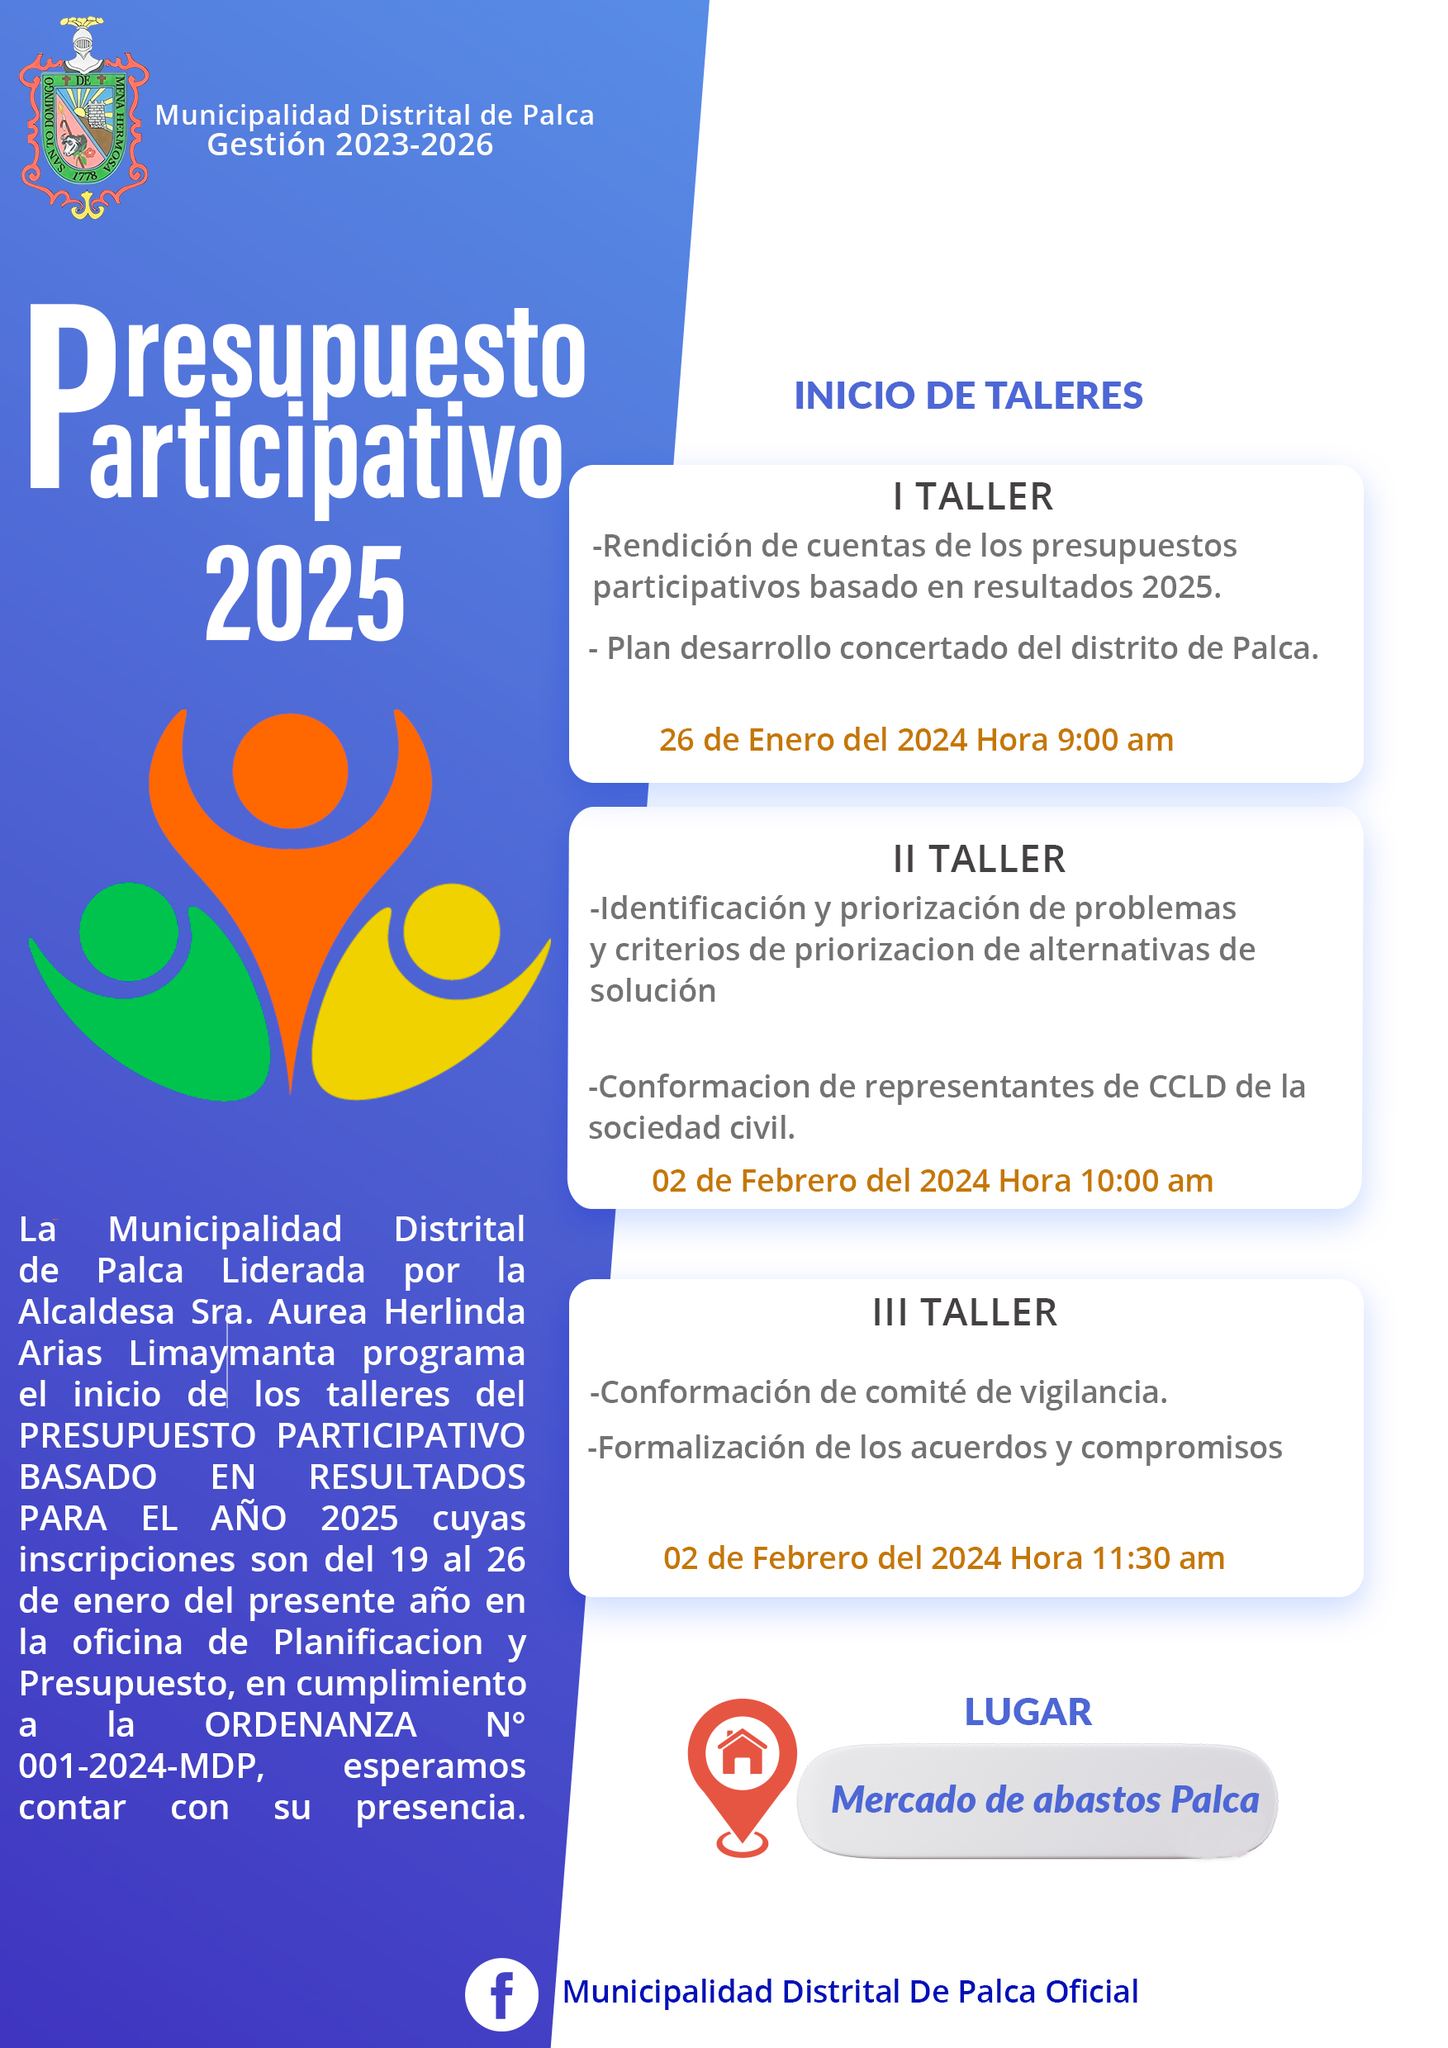 SANTO DOMINGO DE MENA HERMOSA
1778
Municipalidad Distrital de Palca
Gestión 2023-2026
Presupuesto
Participativo
2025
La Municipalidad Distrital
de Palca Liderada por la
Alcaldesa Sra. Aurea Herlinda
Arias Limaymanta programa
el inicio de los talleres del
PRESUPUESTO PARTICIPATIVO
BASADO EN RESULTADOS
PARA EL AÑO 2025 cuyas
inscripciones son del 19 al 26
de enero del presente año en
la oficina de Planificacion y
Presupuesto, en cumplimiento
a la ORDENANZA N°
001-2024-MDP, esperamos
contar con su presencia.
INICIO DE TALERES
I TALLER
-Rendición de cuentas de los presupuestos
participativos basado en resultados 2025.
- Plan desarrollo concertado del distrito de Palca.
26 de Enero del 2024 Hora 9:00 am
II TALLER
-Identificación y priorización de problemas
y criterios de priorizacion de alternativas de
solución
-Conformacion de representantes de CCLD de la
sociedad civil.
02 de Febrero del 2024 Hora 10:00 am
III TALLER
-Conformación de comité de vigilancia.
-Formalización de los acuerdos y compromisos
02 de Febrero del 2024 Hora 11:30 am
LUGAR
Mercado de abastos Palca
Municipalidad Distrital De Palca Oficial